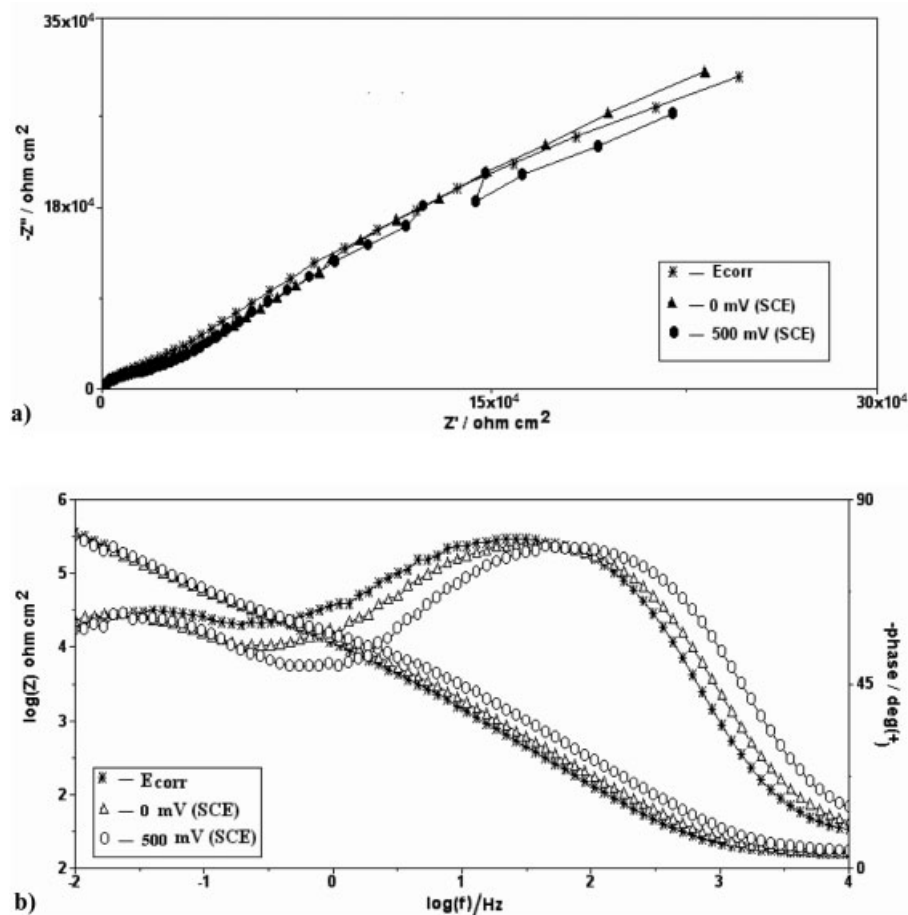 35x10⁴
-Z" / ohm cm²
18x10⁴
— Ecorr
— 0 mV (SCE)
— 500 mV (SCE)
0
0
15x10⁴
30x10⁴
a)
Z' / ohm cm²
6
90
5
4
log(Z) ohm cm²
45
-phase / deg(+)
3
2
— Ecorr
— 0 mV (SCE)
— 500 mV (SCE)
2
0
-2
-1
0
1
2
3
4
b)
log(f)/Hz